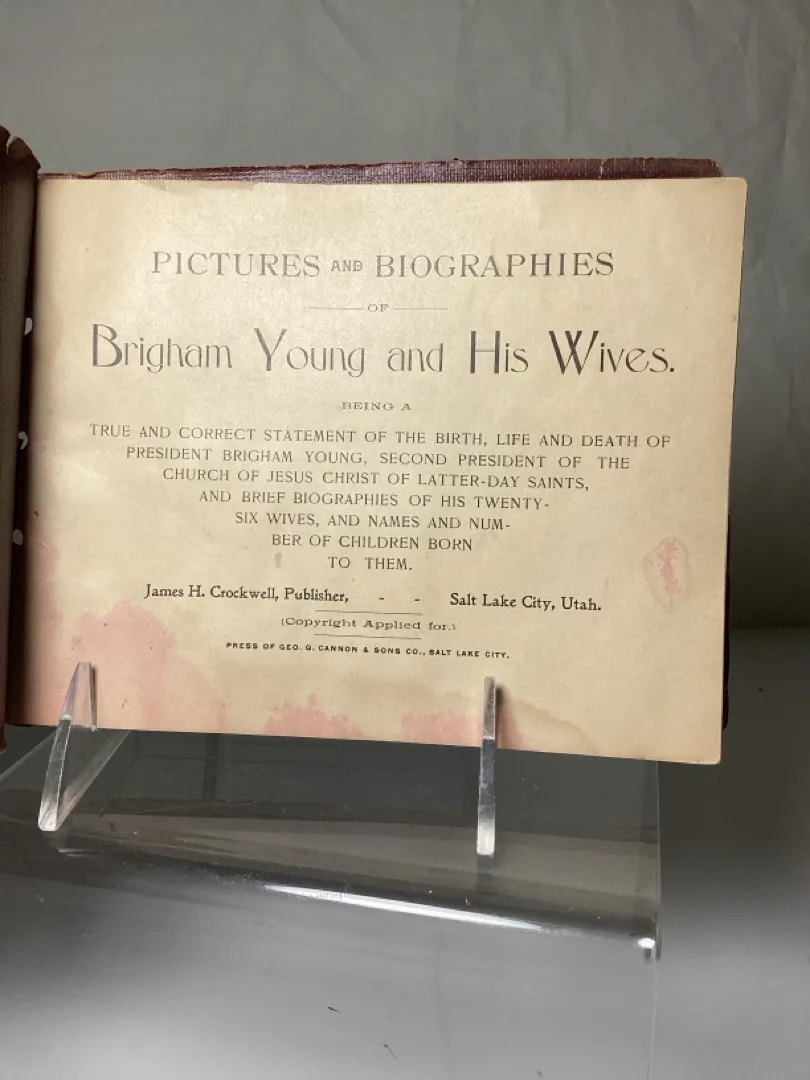 PICTURES AND BIOGRAPHIES
OF
Brigham Young and His Wives.
BEING A
TRUE AND CORRECT STATEMENT OF THE BIRTH, LIFE AND DEATH OF
PRESIDENT BRIGHAM YOUNG, SECOND PRESIDENT OF THE
CHURCH OF JESUS CHRIST OF LATTER-DAY SAINTS,
AND BRIEF BIOGRAPHIES OF HIS TWENTY-
SIX WIVES, AND NAMES AND NUM-
BER OF CHILDREN BORN
TO THEM.
James H. Crockwell, Publisher, - - Salt Lake City, Utah.
(Copyright Applied for.)
PRESS OF GEO. Q. CANNON & SONS CO., SALT LAKE CITY.